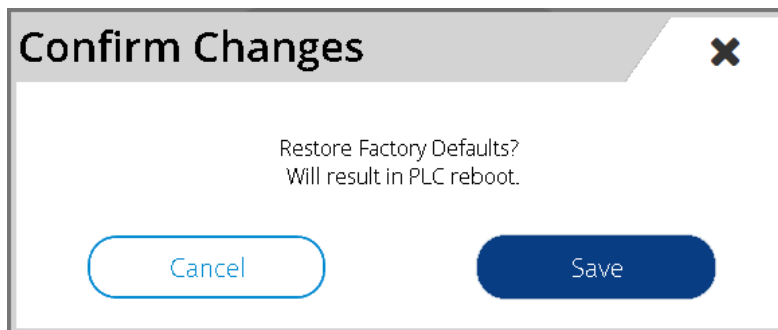 Confirm Changes
Restore Factory Defaults?
Will result in PLC reboot.
Cancel
Save